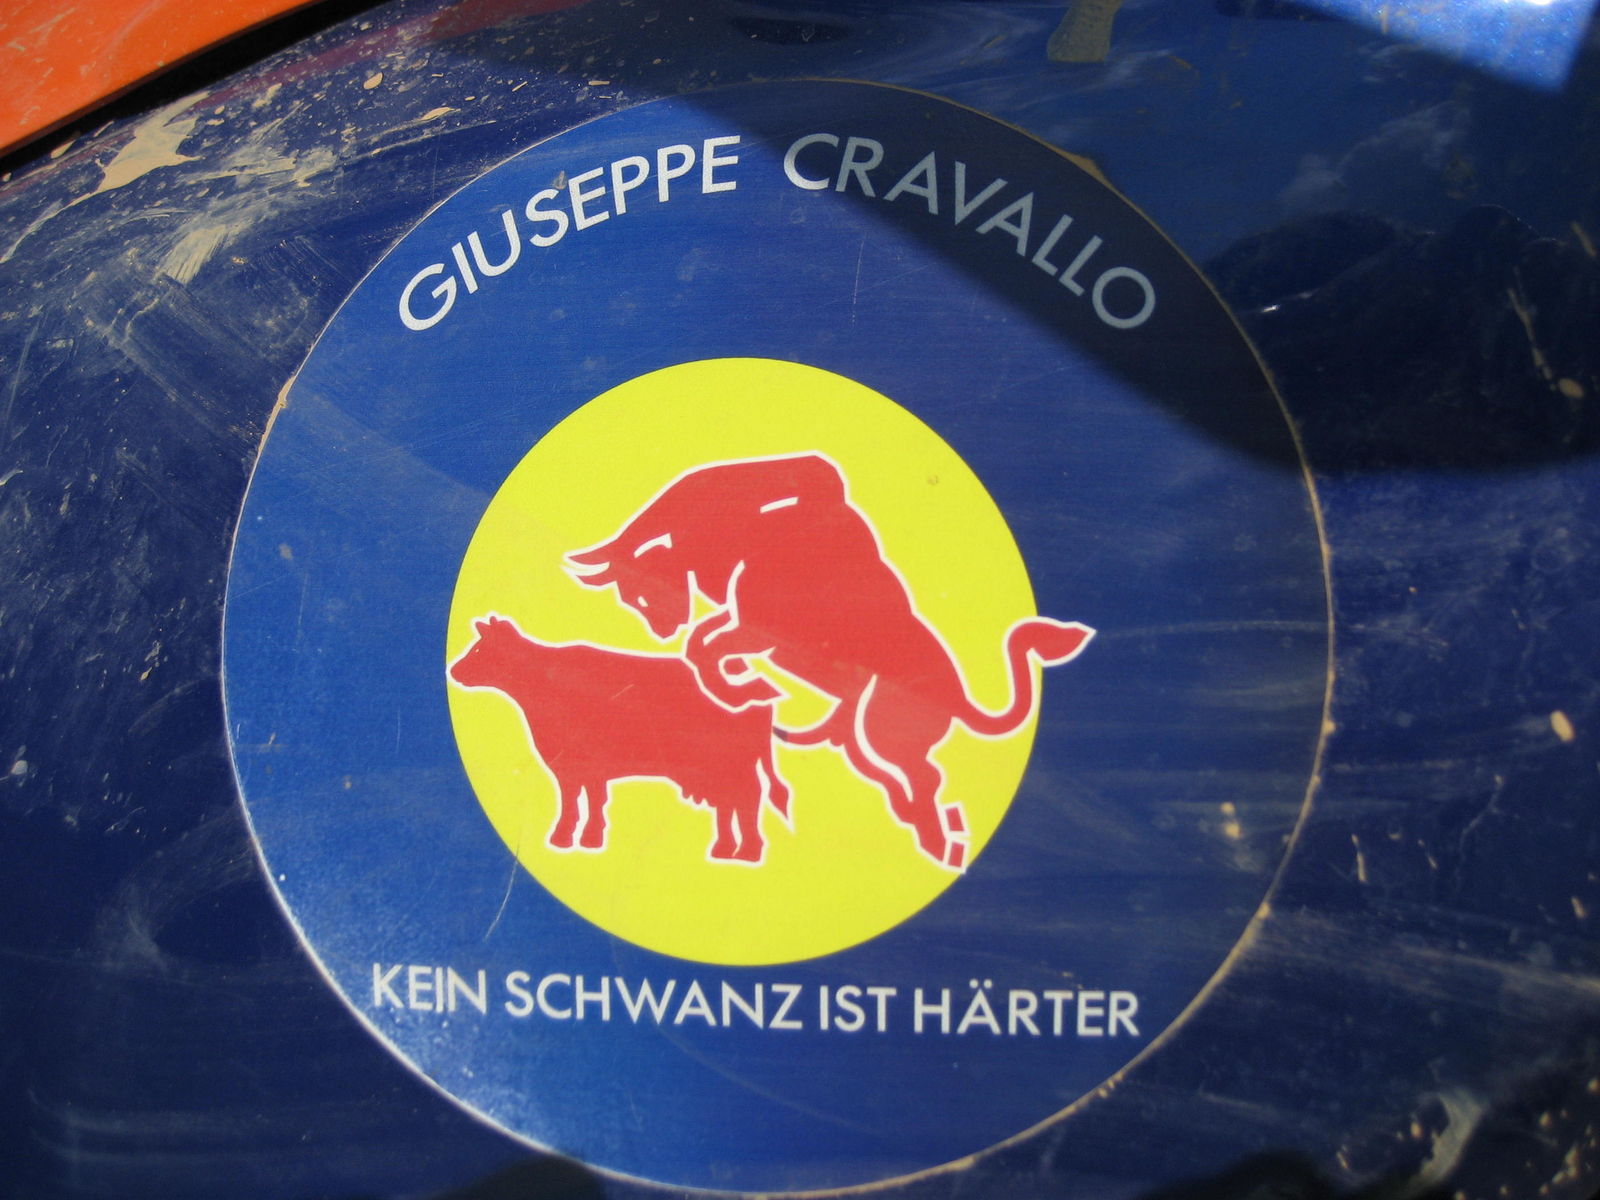 GIUSEPPE CRAVALLO
KEIN SCHWANZ IST HÄRTER